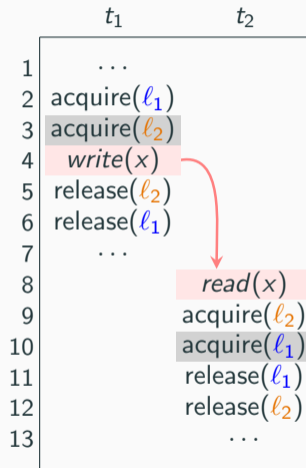 t₁ t₂
1 ...
2 acquire(ℓ₁)
3 acquire(ℓ₂)
4 write(x)
5 release(ℓ₂)
6 release(ℓ₁)
7 ...
8 read(x)
9 acquire(ℓ₂)
10 acquire(ℓ₁)
11 release(ℓ₁)
12 release(ℓ₂)
13 ...